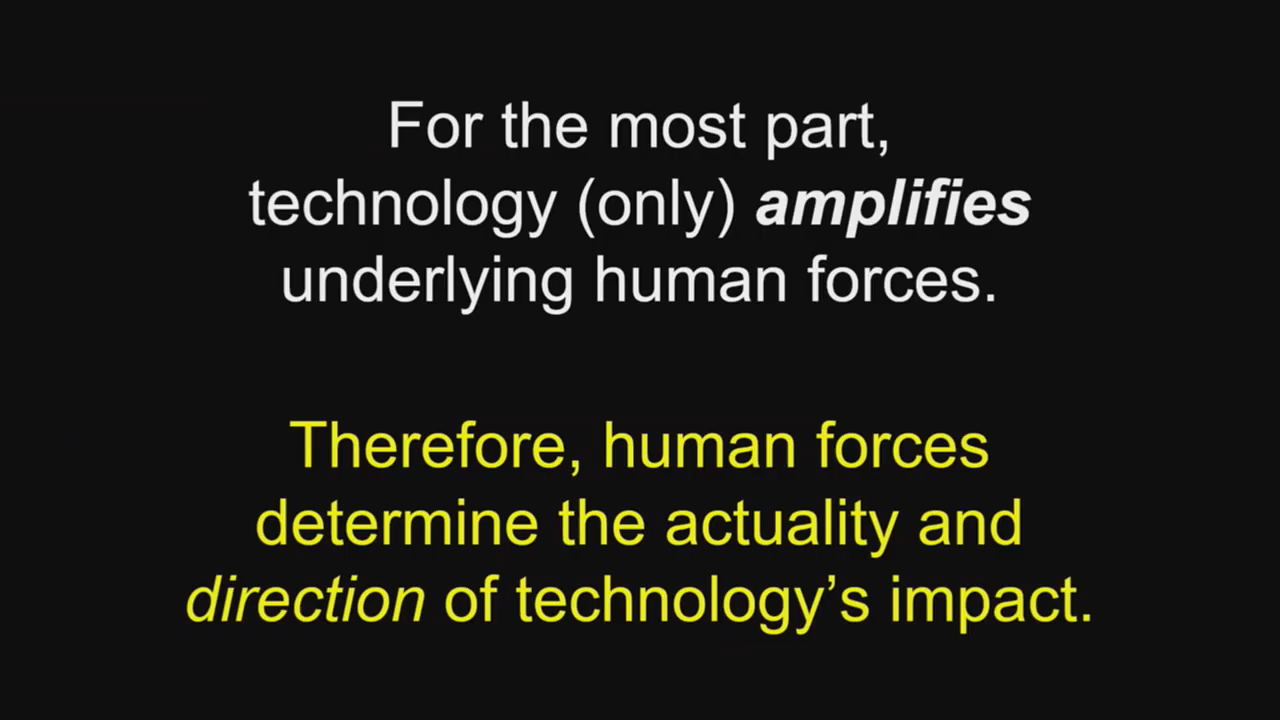 For the most part,
technology (only) amplifies
underlying human forces.
Therefore, human forces
determine the actuality and
direction of technology’s impact.